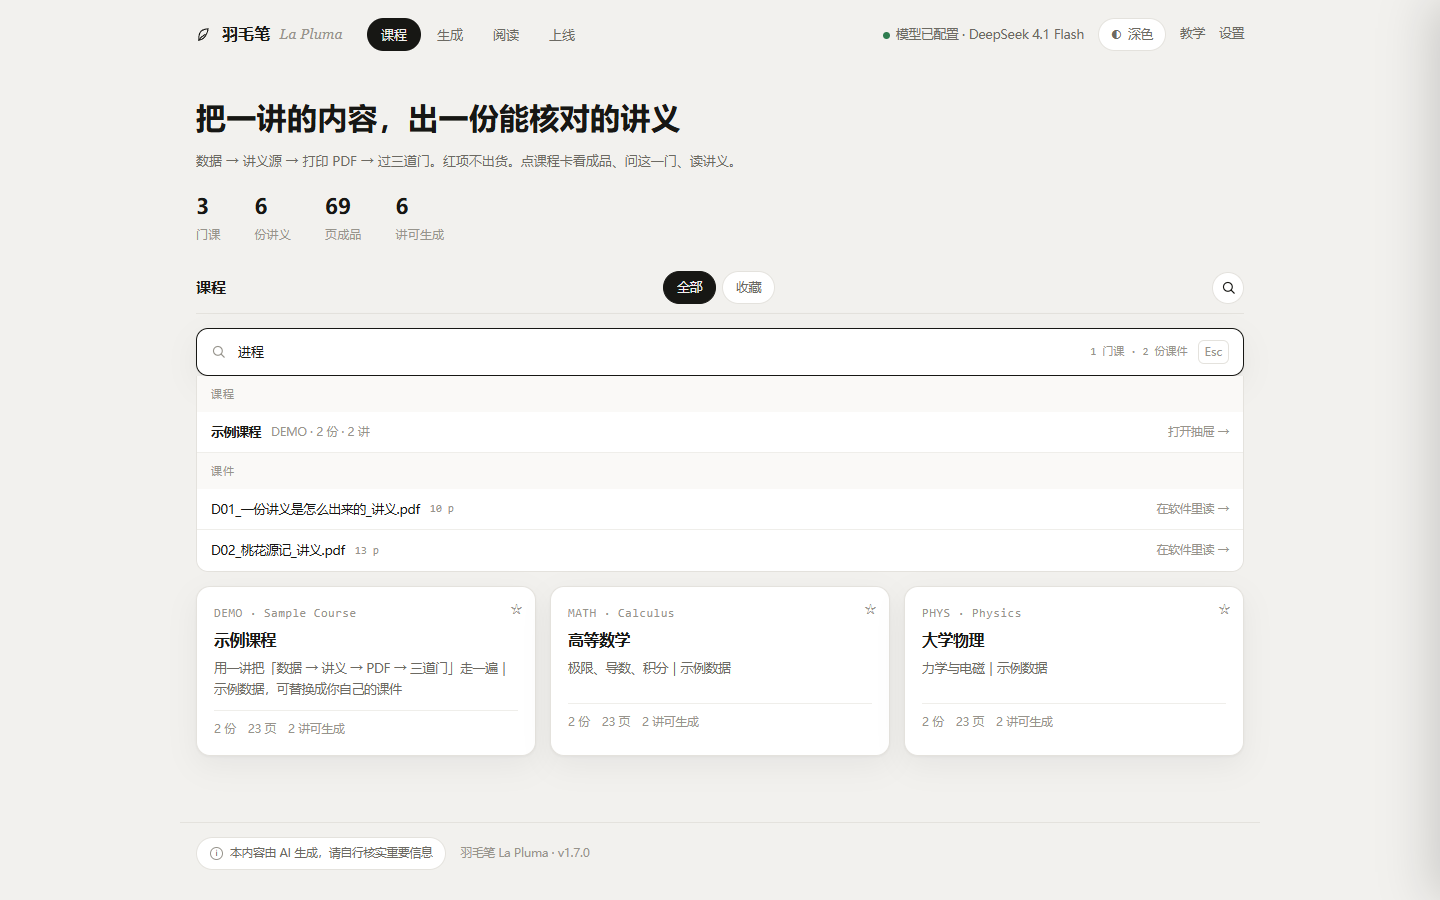 羽毛笔 La Pluma 课程 生成 阅读 上线 模型已配置 · DeepSeek 4.1 Flash 深色 教学 设置
把一讲的内容，出一份能核对的讲义
数据 → 讲义源 → 打印 PDF → 过三道门。红项不出货。点课程卡看成品、问这一门、读讲义。
3 6 69 6
门课 份讲义 页成品 讲可生成
课程 全部 收藏
进程 1 门课 · 2 份课件 Esc
课程
示例课程 DEMO · 2 份 · 2 讲 打开抽屉 →
课件
D01_一份讲义是怎么出来的_讲义.pdf 10 p 在软件里读 →
D02_桃花源记_讲义.pdf 13 p 在软件里读 →
DEMO · Sample Course
示例课程
用一讲把「数据 → 讲义 → PDF → 三道门」走一遍 |
示例数据，可替换成你自己的课件
2 份 23 页 2 讲可生成
MATH · Calculus
高等数学
极限、导数、积分 | 示例数据
2 份 23 页 2 讲可生成
PHYS · Physics
大学物理
力学与电磁 | 示例数据
2 份 23 页 2 讲可生成
本内容由 AI 生成，请自行核实重要信息 羽毛笔 La Pluma · v1.7.0